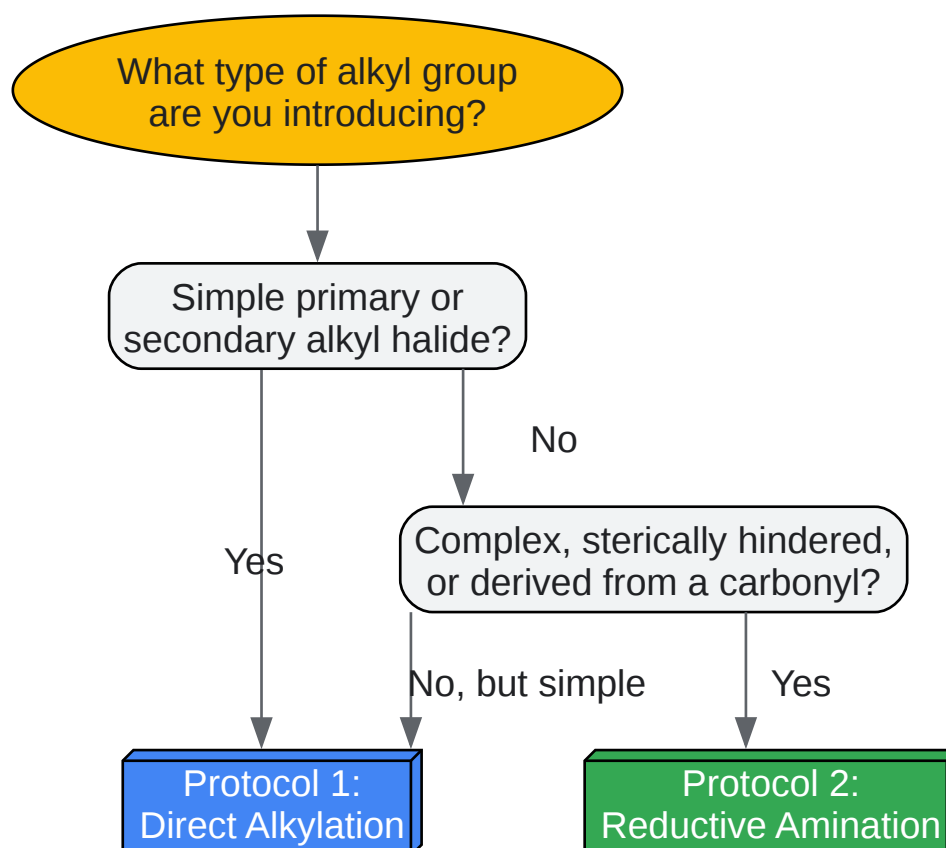 What type of alkyl group
are you introducing?
Simple primary or
secondary alkyl halide?
No
Complex, sterically hindered,
or derived from a carbonyl?
Yes
No, but simple
Yes
Protocol 1:
Direct Alkylation
Protocol 2:
Reductive Amination